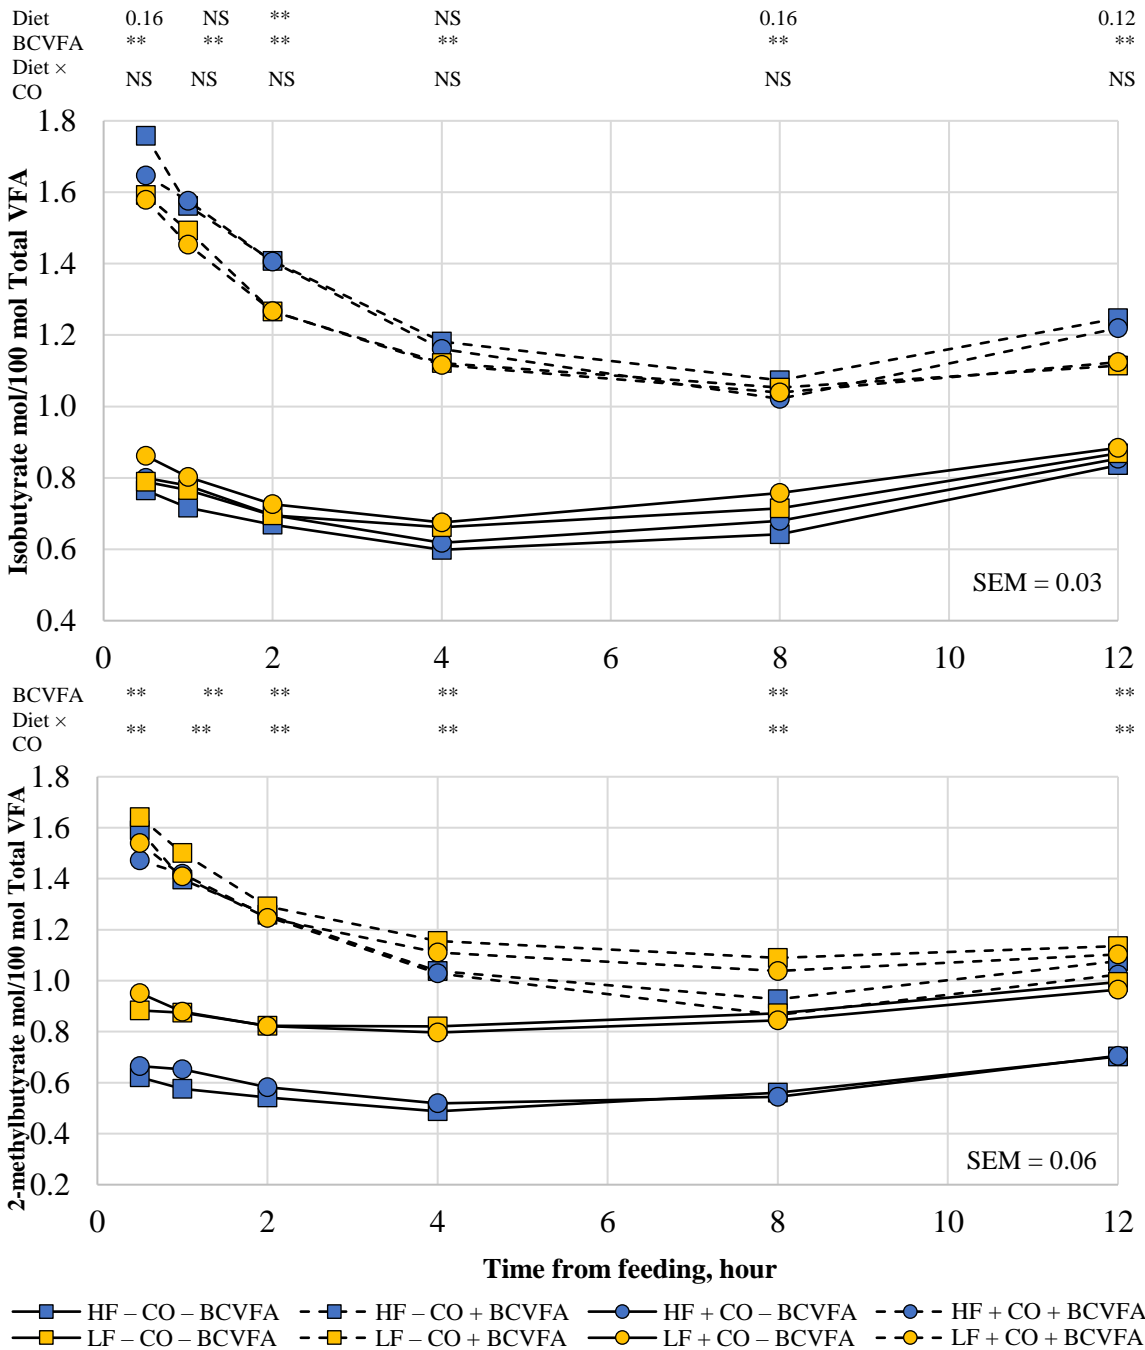 Diet 0.16 NS ** NS 0.16 0.12
BCVFA ** ** ** ** ** **
Diet ×
CO NS NS NS NS NS NS
1.8
1.6
1.4
1.2
1.0
0.8
0.6
0.4
Isobutyrate mol/100 mol Total VFA
SEM = 0.03
0 2 4 6 8 10 12
BCVFA ** ** ** ** ** **
Diet ×
CO ** ** ** ** ** **
1.8
1.6
1.4
1.2
1.0
0.8
0.6
0.4
0.2
2-methylbutyrate mol/100 mol Total VFA
SEM = 0.06
0 2 4 6 8 10 12
Time from feeding, hour
HF – CO – BCVFA HF – CO + BCVFA HF + CO – BCVFA HF + CO + BCVFA
LF – CO – BCVFA LF – CO + BCVFA LF + CO – BCVFA LF + CO + BCVFA